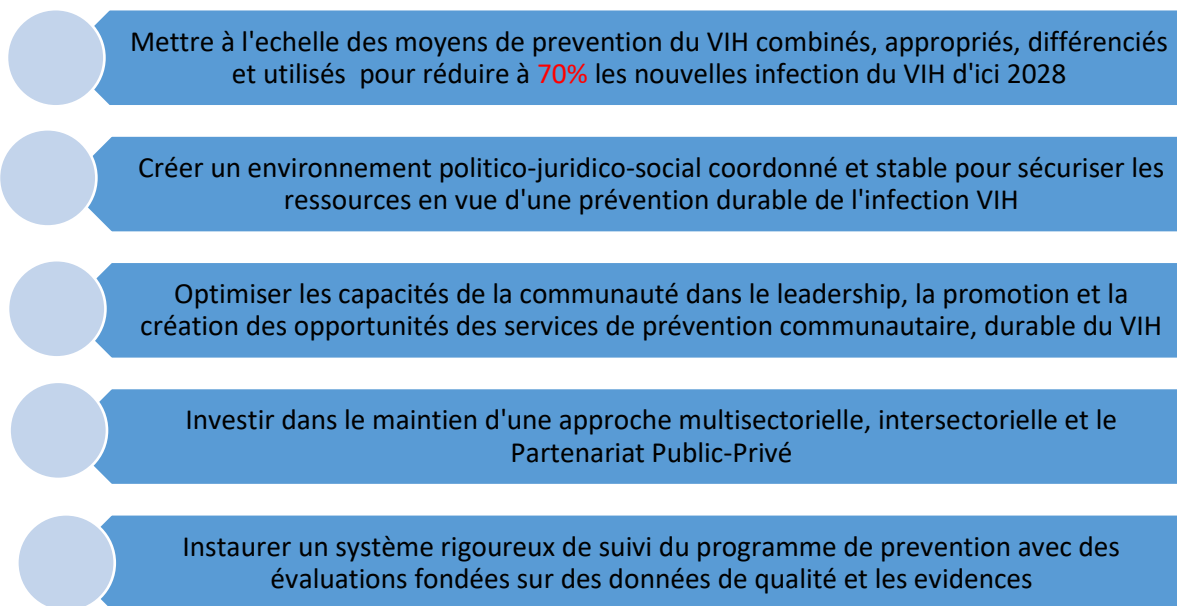 Mettre à l'echelle des moyens de prevention du VIH combinés, appropriés, différenciés
et utilisés pour réduire à 70% les nouvelles infection du VIH d'ici 2028
Créer un environnement politico-juridico-social coordonné et stable pour sécuriser les
ressources en vue d'une prévention durable de l'infection VIH
Optimiser les capacités de la communauté dans le leadership, la promotion et la
création des opportunités des services de prévention communautaire, durable du VIH
Investir dans le maintien d'une approche multisectorielle, intersectorielle et le
Partenariat Public-Privé
Instaurer un système rigoureux de suivi du programme de prevention avec des
évaluations fondées sur des données de qualité et les evidences